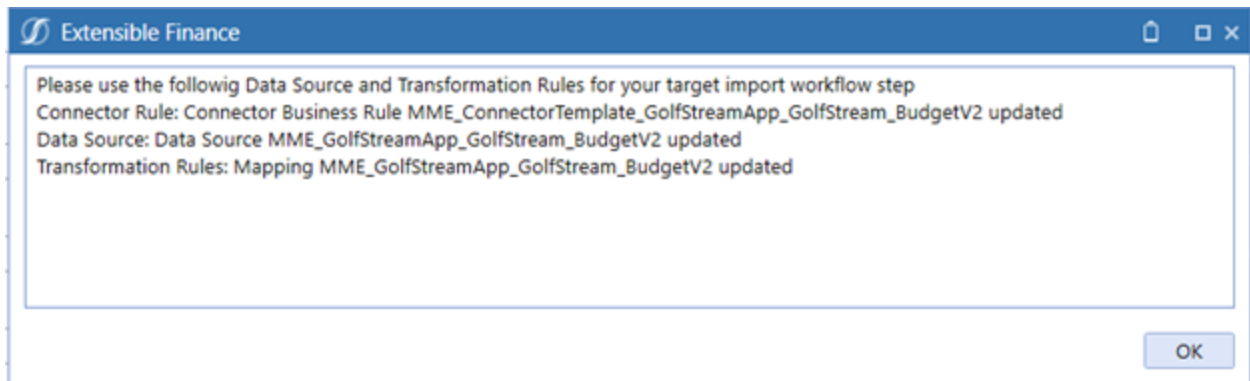 Extensible Finance
Please use the followig Data Source and Transformation Rules for your target import workflow step
Connector Rule: Connector Business Rule MME_ConnectorTemplate_GolfStreamApp_GolfStream_BudgetV2 updated
Data Source: Data Source MME_GolfStreamApp_GolfStream_BudgetV2 updated
Transformation Rules: Mapping MME_GolfStreamApp_GolfStream_BudgetV2 updated
OK